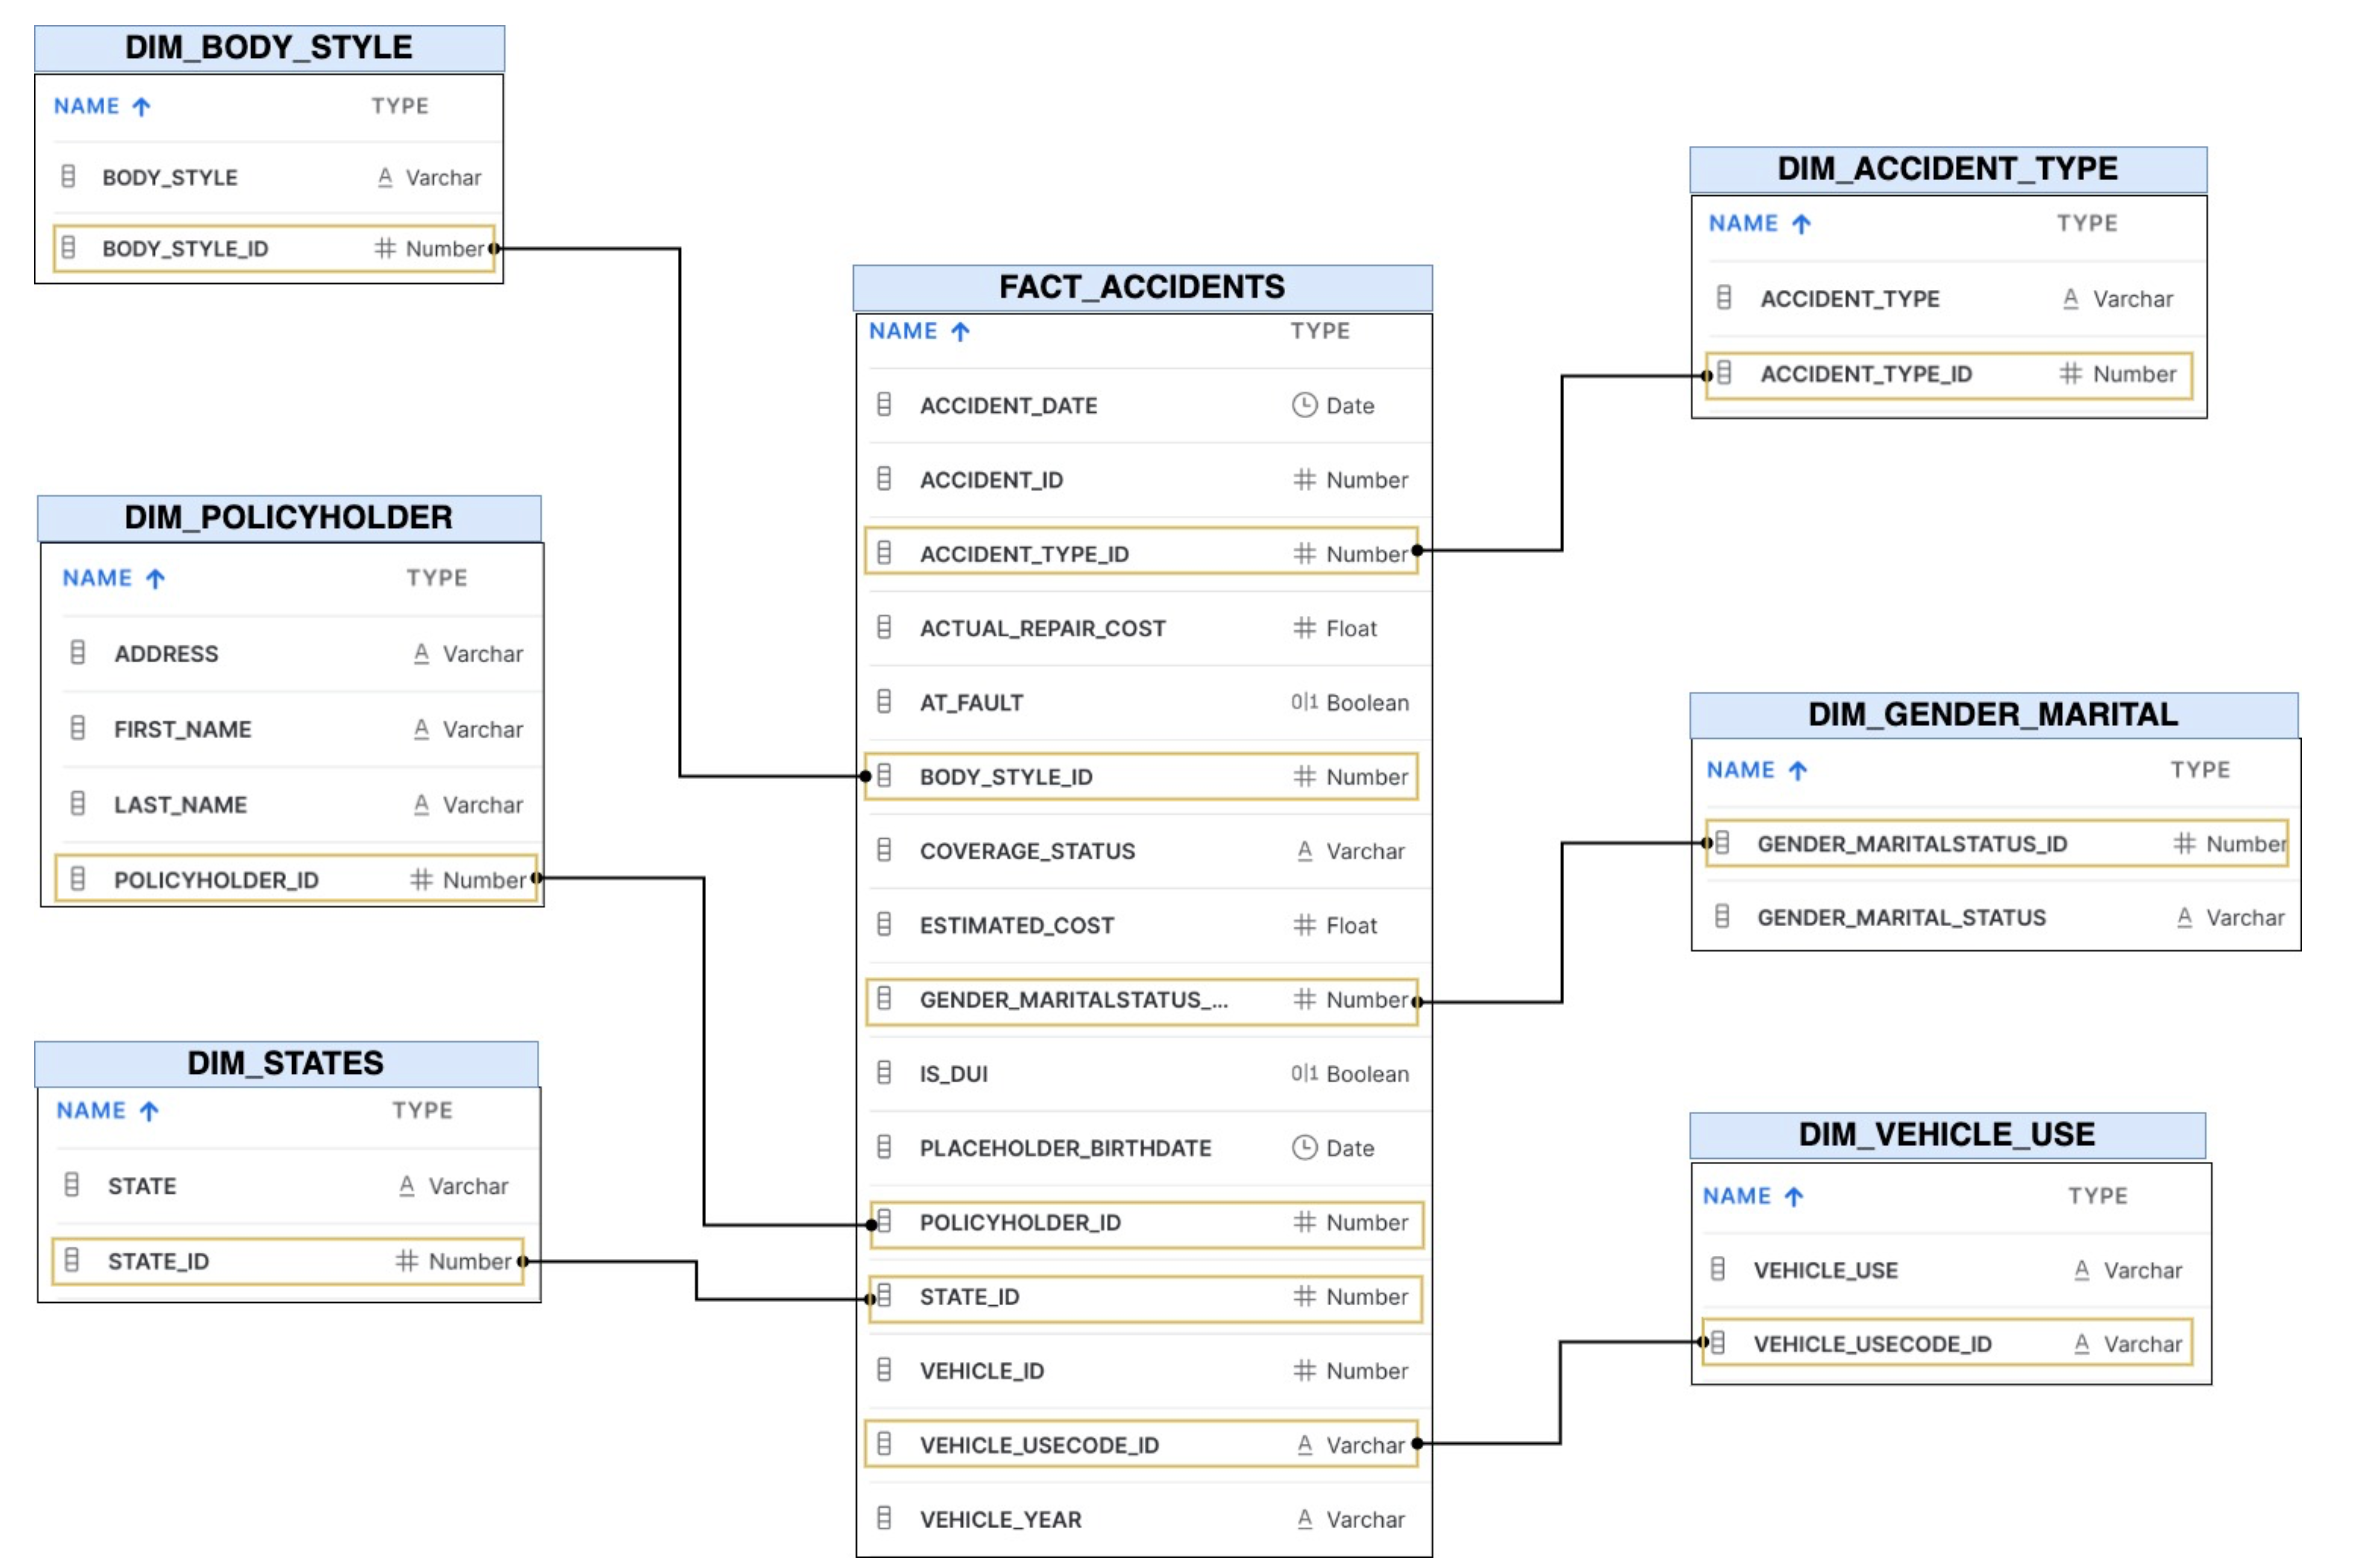 DIM_BODY_STYLE
NAME ↑ TYPE
BODY_STYLE A Varchar
BODY_STYLE_ID # Number
DIM_POLICYHOLDER
NAME ↑ TYPE
ADDRESS A Varchar
FIRST_NAME A Varchar
LAST_NAME A Varchar
POLICYHOLDER_ID # Number
DIM_STATES
NAME ↑ TYPE
STATE A Varchar
STATE_ID # Number
FACT_ACCIDENTS
NAME ↑ TYPE
ACCIDENT_DATE Date
ACCIDENT_ID # Number
ACCIDENT_TYPE_ID # Number
ACTUAL_REPAIR_COST # Float
AT_FAULT 0|1 Boolean
BODY_STYLE_ID # Number
COVERAGE_STATUS A Varchar
ESTIMATED_COST # Float
GENDER_MARITALSTATUS_... # Number
IS_DUI 0|1 Boolean
PLACEHOLDER_BIRTHDATE Date
POLICYHOLDER_ID # Number
STATE_ID # Number
VEHICLE_ID # Number
VEHICLE_USECODE_ID A Varchar
VEHICLE_YEAR A Varchar
DIM_ACCIDENT_TYPE
NAME ↑ TYPE
ACCIDENT_TYPE A Varchar
ACCIDENT_TYPE_ID # Number
DIM_GENDER_MARITAL
NAME ↑ TYPE
GENDER_MARITALSTATUS_ID # Number
GENDER_MARITAL_STATUS A Varchar
DIM_VEHICLE_USE
NAME ↑ TYPE
VEHICLE_USE A Varchar
VEHICLE_USECODE_ID A Varchar